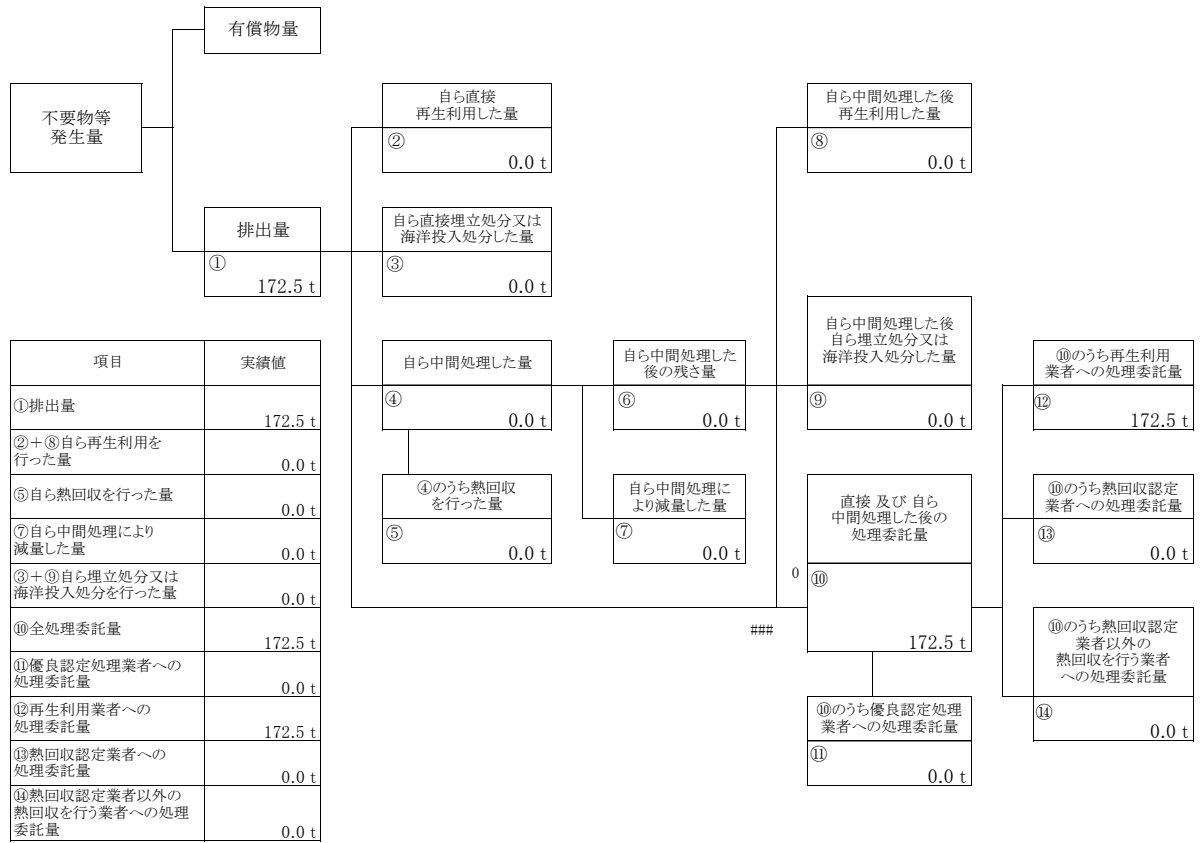 有償物量
不要物等
発生量
自ら直接
再生利用した量
②
0.0 t
自ら中間処理した後
再生利用した量
⑧
0.0 t
排出量
①
172.5 t
自ら直接埋立処分又は
海洋投入処分した量
③
0.0 t
自ら中間処理した量
④
0.0 t
自ら中間処理した
後の残さ量
⑥
0.0 t
自ら中間処理した後
自ら埋立処分又は
海洋投入処分した量
⑨
0.0 t
⑩のうち再生利用
業者への処理委託量
⑫
172.5 t
④のうち熱回収
を行った量
⑤
0.0 t
自ら中間処理に
より減量した量
⑦
0.0 t
直接 及び 自ら
中間処理した後の
処理委託量
0
⑩
172.5 t
###
⑩のうち熱回収認定
業者への処理委託量
⑬
0.0 t
⑩のうち熱回収認定
業者以外の
熱回収を行う業者
への処理委託量
⑭
0.0 t
⑩のうち優良認定処理
業者への処理委託量
⑪
0.0 t
項目 実績値
①排出量
172.5 t
②+⑧自ら再生利用を
行った量
0.0 t
⑤自ら熱回収を行った量
0.0 t
⑦自ら中間処理により
減量した量
0.0 t
③+⑨自ら埋立処分又は
海洋投入処分を行った量
0.0 t
⑩全処理委託量
172.5 t
⑪優良認定処理業者への
処理委託量
0.0 t
⑫再生利用業者への
処理委託量
172.5 t
⑬熱回収認定業者への
処理委託量
0.0 t
⑭熱回収認定業者以外の
熱回収を行う業者への処理
委託量
0.0 t